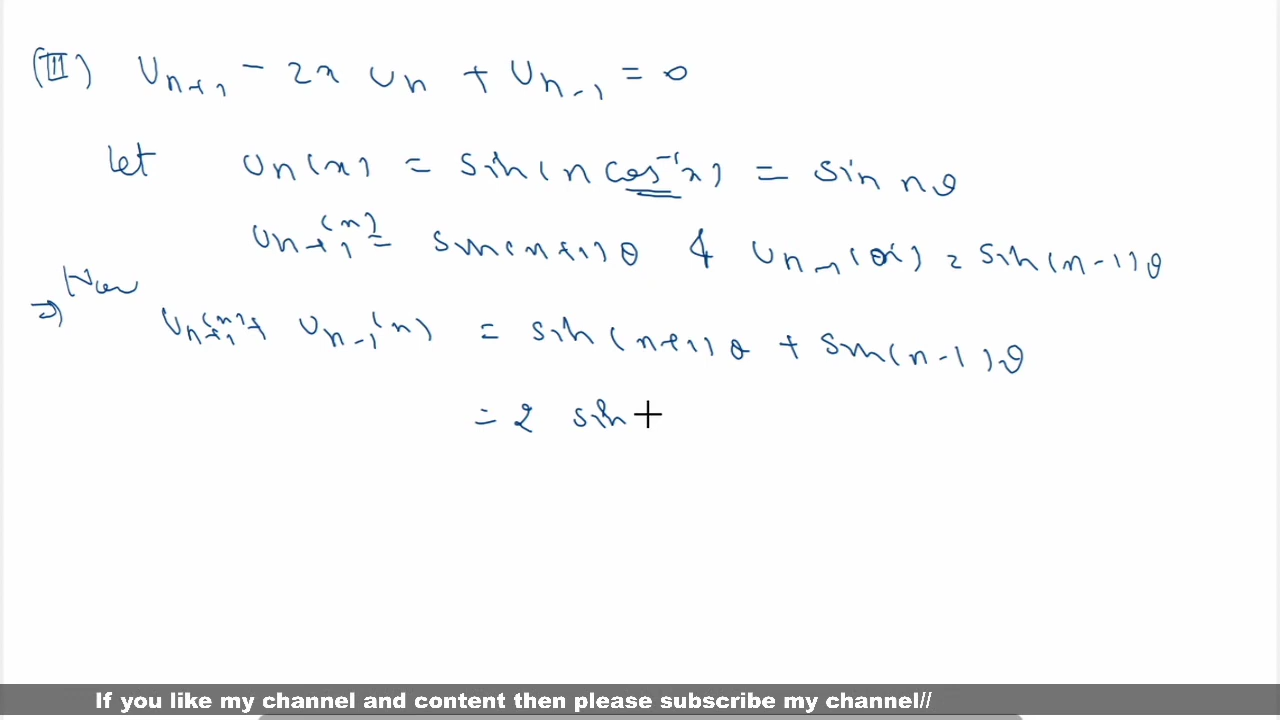 (II) Un+1 - 2x Un + Un-1 = 0
let Un(x) = sin(n cos⁻¹x) = sin nθ
Un+1(x) = sin(n+1)θ & Un-1(x) = sin(n-1)θ
Now
⇒ Un+1(x) + Un-1(x) = sin(n+1)θ + sin(n-1)θ
= 2 sin
If you like my channel and content then please subscribe my channel//